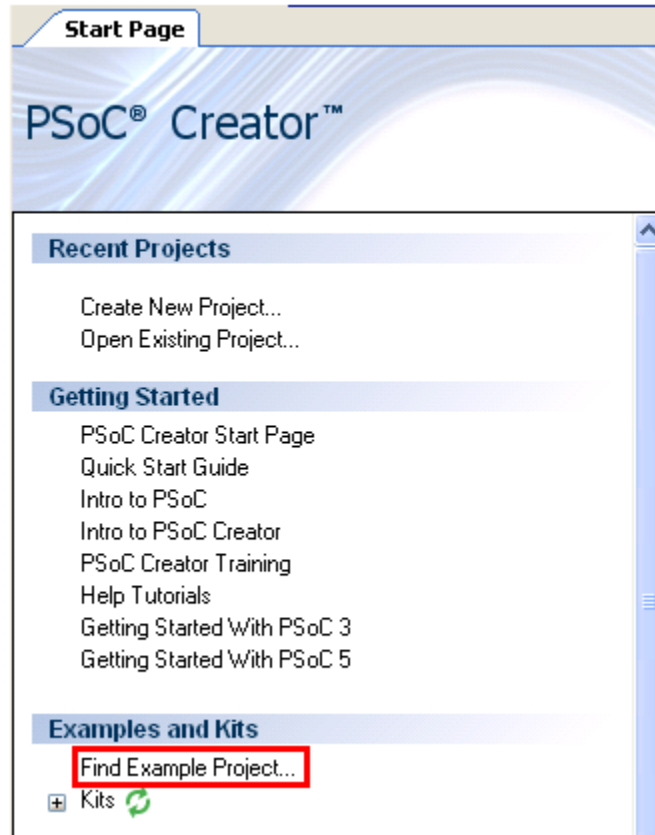 Start Page
PSoC® Creator™
Recent Projects
Create New Project...
Open Existing Project...
Getting Started
PSoC Creator Start Page
Quick Start Guide
Intro to PSoC
Intro to PSoC Creator
PSoC Creator Training
Help Tutorials
Getting Started With PSoC 3
Getting Started With PSoC 5
Examples and Kits
Find Example Project...
Kits